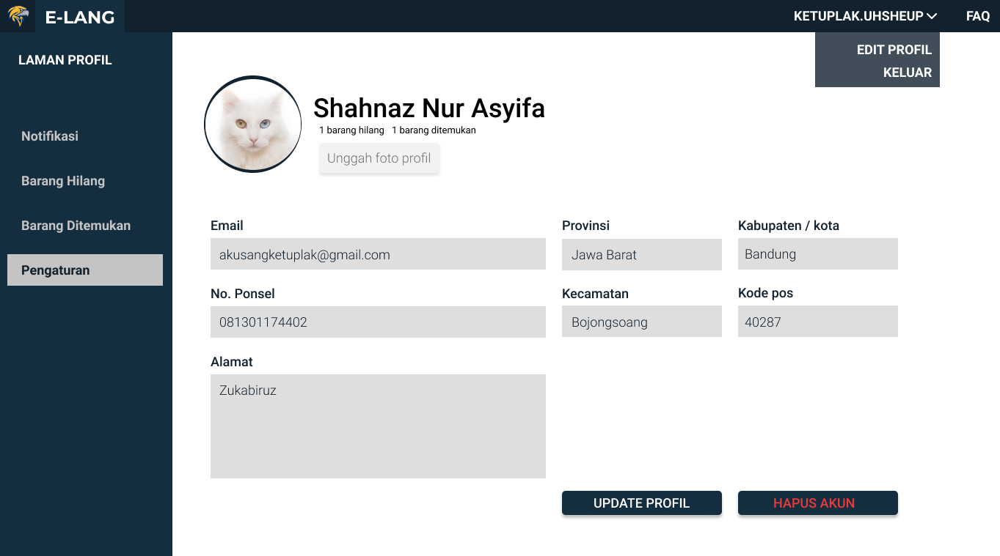 E-LANG
KETUPLAK.UHSHEUP
FAQ
EDIT PROFIL
KELUAR
LAMAN PROFIL
Notifikasi
Barang Hilang
Barang Ditemukan
Pengaturan
Shahnaz Nur Asyifa
1 barang hilang 1 barang ditemukan
Unggah foto profil
Email
akusangketuplak@gmail.com
Provinsi
Jawa Barat
Kabupaten / kota
Bandung
No. Ponsel
081301174402
Kecamatan
Bojongsoang
Kode pos
40287
Alamat
Zukabiruz
UPDATE PROFIL
HAPUS AKUN